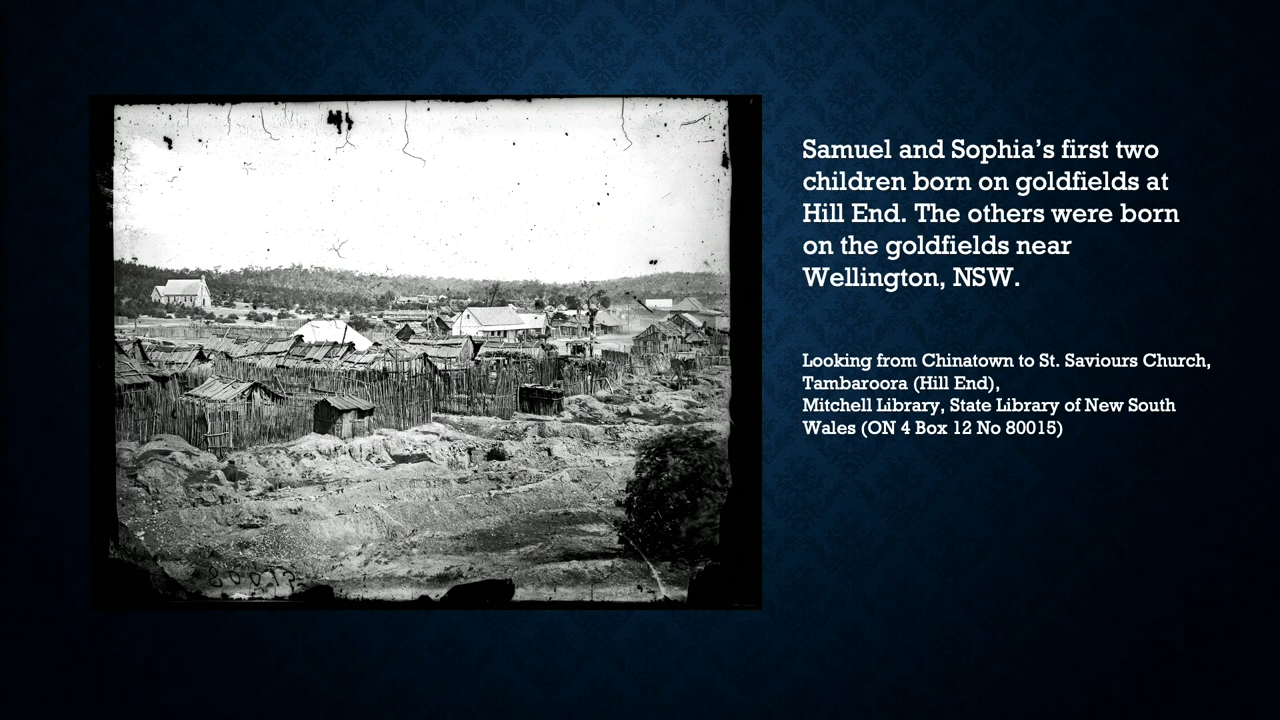 Samuel and Sophia’s first two
children born on goldfields at
Hill End. The others were born
on the goldfields near
Wellington, NSW.
Looking from Chinatown to St. Saviours Church,
Tambaroora (Hill End),
Mitchell Library, State Library of New South
Wales (ON 4 Box 12 No 80015)